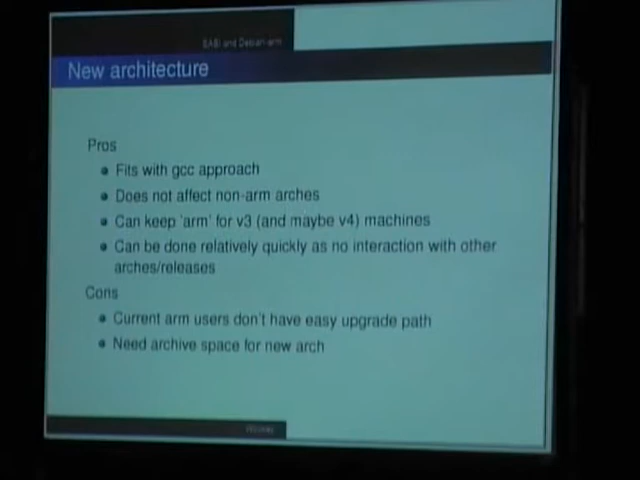 EABI and Debian-arm
New architecture
Pros
Fits with gcc approach
Does not affect non-arm arches
Can keep 'arm' for v3 (and maybe v4) machines
Can be done relatively quickly as no interaction with other
arches/releases
Cons
Current arm users don't have easy upgrade path
Need archive space for new arch